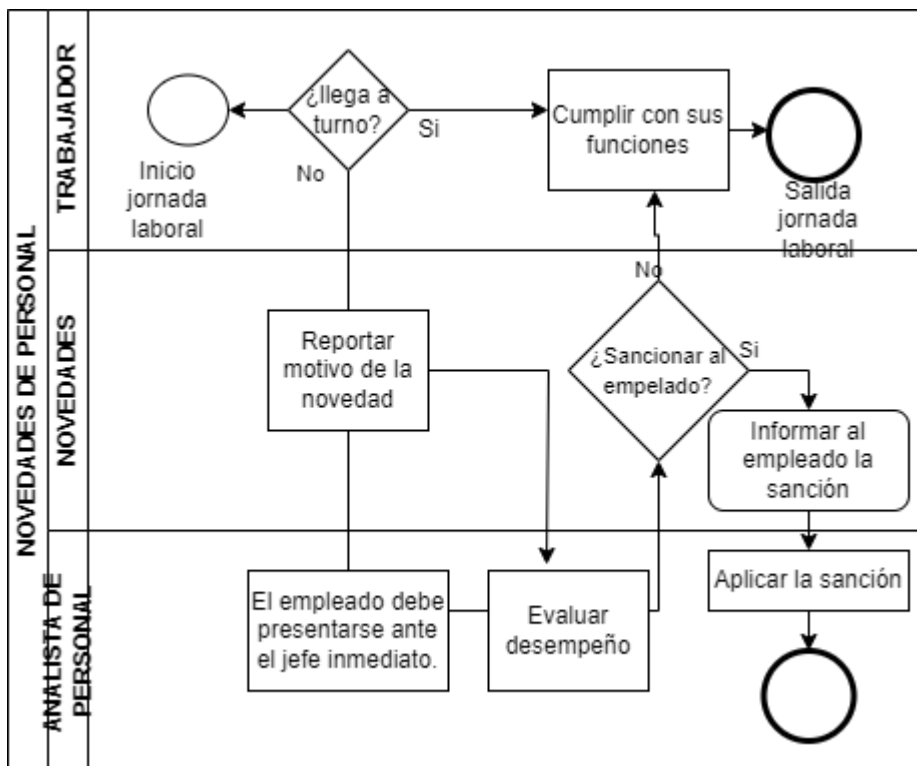 NOVEDADES DE PERSONAL
TRABAJADOR
¿llega a
turno?
Si
No
Inicio
jornada
laboral
Cumplir con sus
funciones
Salida
jornada
laboral
NOVEDADES
Reportar
motivo de la
novedad
No
¿Sancionar al
empelado?
Si
Informar al
empleado la
sanción
ANALISTA DE
PERSONAL
El empleado debe
presentarse ante
el jefe inmediato.
Evaluar
desempeño
Aplicar la sanción